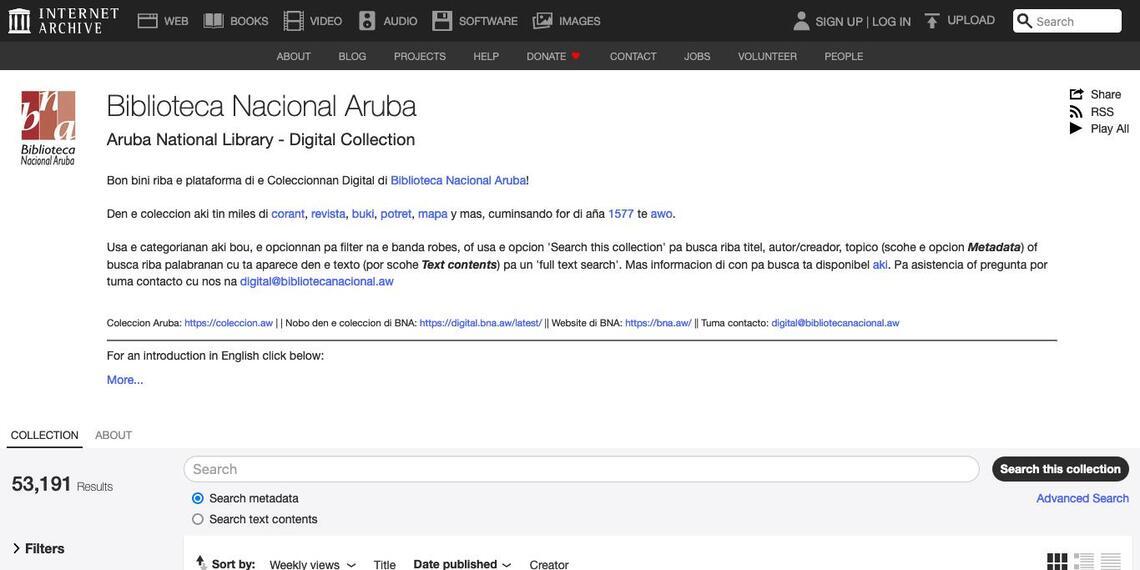 INTERNET ARCHIVE
WEB BOOKS VIDEO AUDIO SOFTWARE IMAGES SIGN UP | LOG IN UPLOAD Search
ABOUT BLOG PROJECTS HELP DONATE CONTACT JOBS VOLUNTEER PEOPLE
bna
Biblioteca
Nacional Aruba
Biblioteca Nacional Aruba
Aruba National Library - Digital Collection
Share
RSS
Play All
Bon bini riba e plataforma di e Coleccionnan Digital di Biblioteca Nacional Aruba!
Den e coleccion aki tin miles di corant, revista, buki, potret, mapa y mas, cuminsando for di aña 1577 te awo.
Usa e categorianan aki bou, e opcionnan pa filter na e banda robes, of usa e opcion 'Search this collection' pa busca riba titel, autor/creador, topico (scohe e opcion Metadata) of
busca riba palabranan cu ta aparece den e texto (por scohe Text contents) pa un 'full text search'. Mas informacion di con pa busca ta disponibel aki. Pa asistencia of pregunta por
tuma contacto cu nos na digital@bibliotecanacional.aw
Coleccion Aruba: https://coleccion.aw | | Nobo den e coleccion di BNA: https://digital.bna.aw/latest/ || Website di BNA: https://bna.aw/ || Tuma contacto: digital@bibliotecanacional.aw
For an introduction in English click below:
More...
COLLECTION ABOUT
53,191 Results
Search
Search this collection
Search metadata
Advanced Search
Search text contents
Filters
Sort by: Weekly views Title Date published Creator